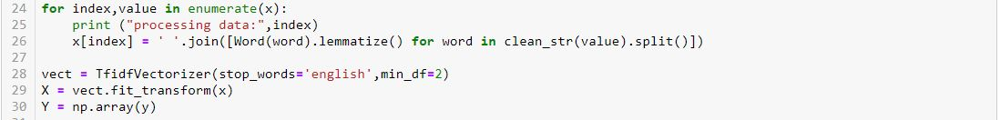 24 for index,value in enumerate(x):
25     print ("processing data:",index)
26     x[index] = ' '.join([Word(word).lemmatize() for word in clean_str(value).split()])
27
28 vect = TfidfVectorizer(stop_words='english',min_df=2)
29 X = vect.fit_transform(x)
30 Y = np.array(y)